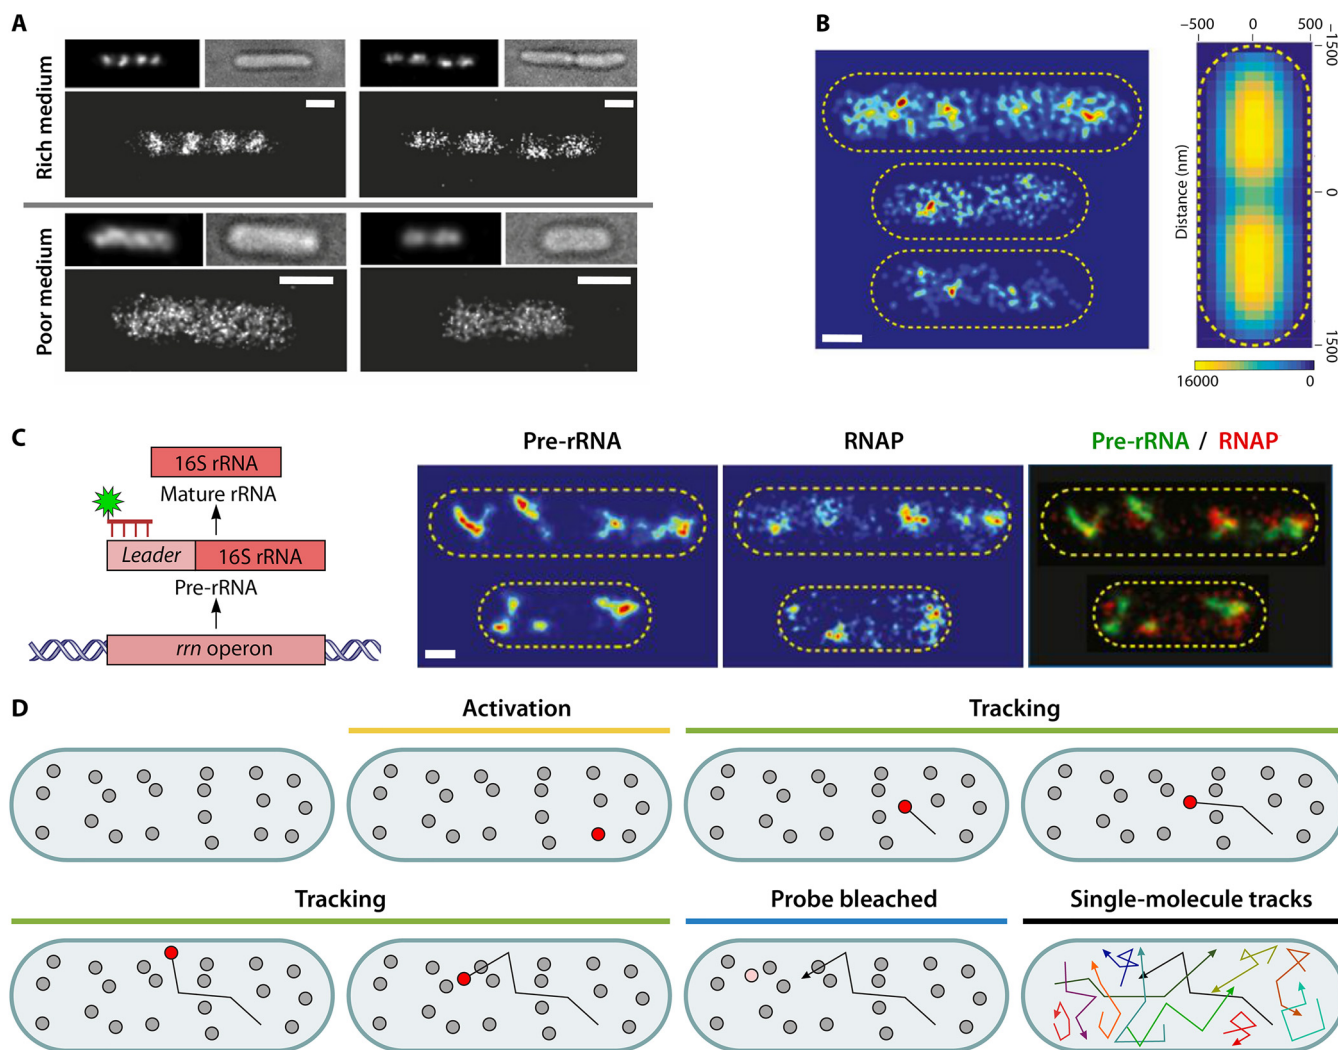 A
Rich medium
Poor medium
B
−500 0 500
Distance (nm)
−1500
0
1500
16000 0
C
16S rRNA
Mature rRNA
Leader 16S rRNA
Pre-rRNA
rrn operon
Pre-rRNA
RNAP
Pre-rRNA / RNAP
D
Activation
Tracking
Tracking
Probe bleached
Single-molecule tracks